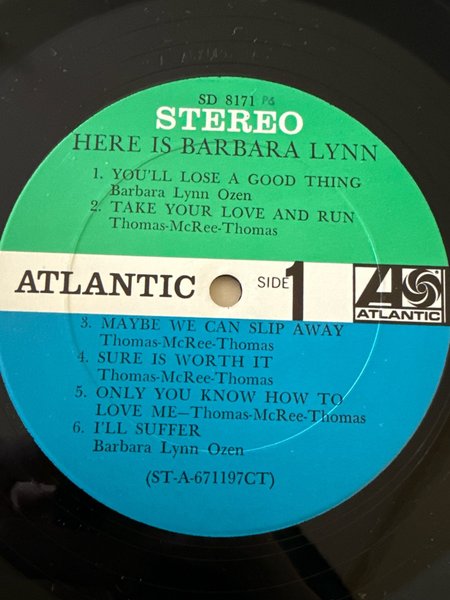 SD 8171 PS
STEREO
HERE IS BARBARA LYNN
1. YOU'LL LOSE A GOOD THING
Barbara Lynn Ozen
2. TAKE YOUR LOVE AND RUN
Thomas-McRee-Thomas
ATLANTIC SIDE 1
ATLANTIC
3. MAYBE WE CAN SLIP AWAY
Thomas-McRee-Thomas
4. SURE IS WORTH IT
Thomas-McRee-Thomas
5. ONLY YOU KNOW HOW TO
LOVE ME—Thomas-McRee-Thomas
6. I'LL SUFFER
Barbara Lynn Ozen
(ST-A-671197CT)